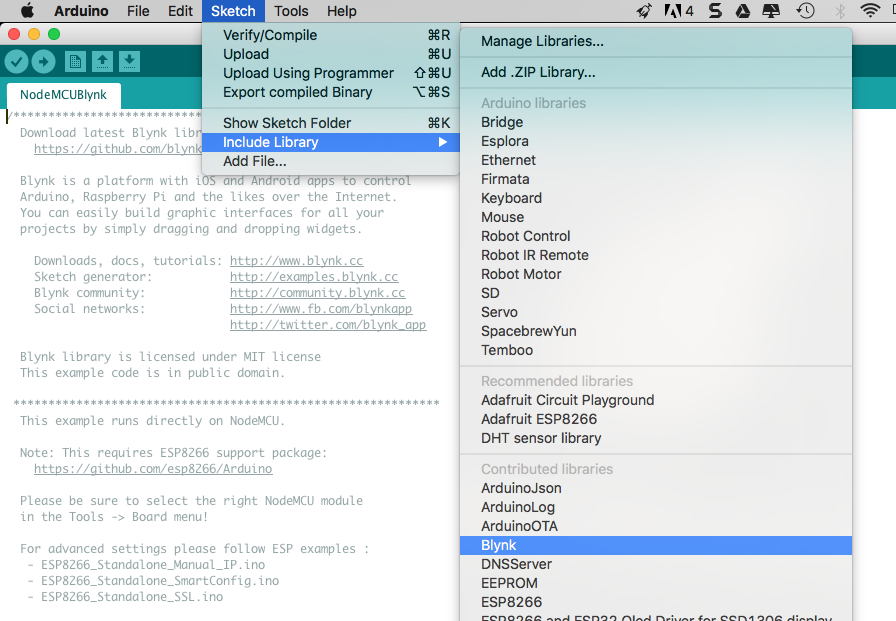 Arduino File Edit Sketch Tools Help 4
Verify/Compile ⌘R
Upload ⌘U
Upload Using Programmer ⇧⌘U
Export compiled Binary ⌥⌘S
Show Sketch Folder ⌘K
Include Library ▶
Add File...
Manage Libraries...
Add .ZIP Library...
Arduino libraries
Bridge
Esplora
Ethernet
Firmata
Keyboard
Mouse
Robot Control
Robot IR Remote
Robot Motor
SD
Servo
SpacebrewYun
Temboo
Recommended libraries
Adafruit Circuit Playground
Adafruit ESP8266
DHT sensor library
Contributed libraries
ArduinoJson
ArduinoLog
ArduinoOTA
Blynk
DNSServer
EEPROM
ESP8266
ESP8266 and ESP32 Oled Driver for SSD1306 display
NodeMCUBlynk
/***************************
Download latest Blynk
https://github.com/blynk
Blynk is a platform with iOS and Android apps to control
Arduino, Raspberry Pi and the likes over the Internet.
You can easily build graphic interfaces for all your
projects by simply dragging and dropping widgets.
Downloads, docs, tutorials: http://www.blynk.cc
Sketch generator: http://examples.blynk.cc
Blynk community: http://community.blynk.cc
Social networks: http://www.fb.com/blynkapp
http://twitter.com/blynk_app
Blynk library is licensed under MIT license
This example code is in public domain.
*************************************************************
This example runs directly on NodeMCU.
Note: This requires ESP8266 support package:
https://github.com/esp8266/Arduino
Please be sure to select the right NodeMCU module
in the Tools -> Board menu!
For advanced settings please follow ESP examples :
- ESP8266_Standalone_Manual_IP.ino
- ESP8266_Standalone_SmartConfig.ino
- ESP8266_Standalone_SSL.ino